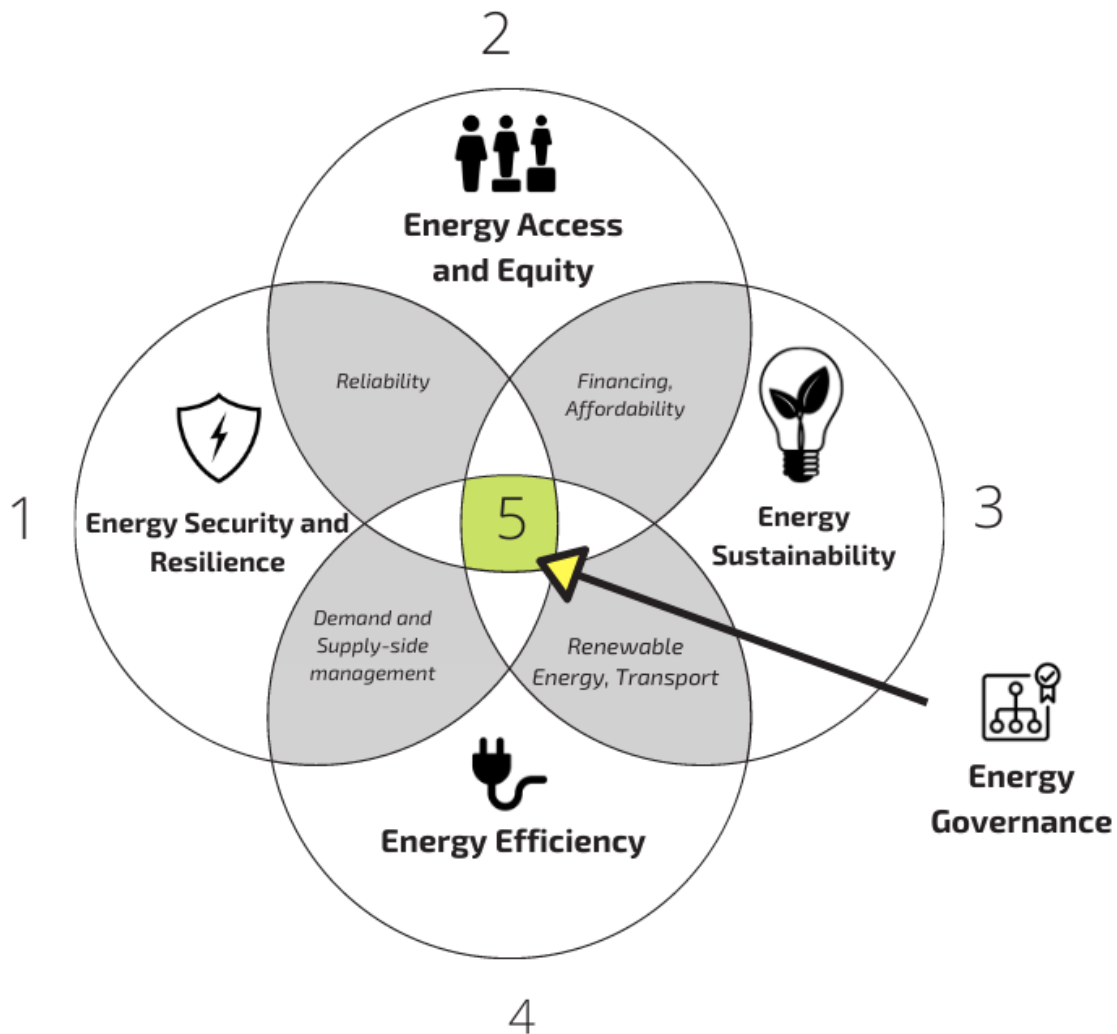 2
Energy Access
and Equity
Reliability
Financing,
Affordability
1
Energy Security and
Resilience
5
Energy
Sustainability
3
Demand and
Supply-side
management
Renewable
Energy, Transport
Energy Efficiency
Energy
Governance
4